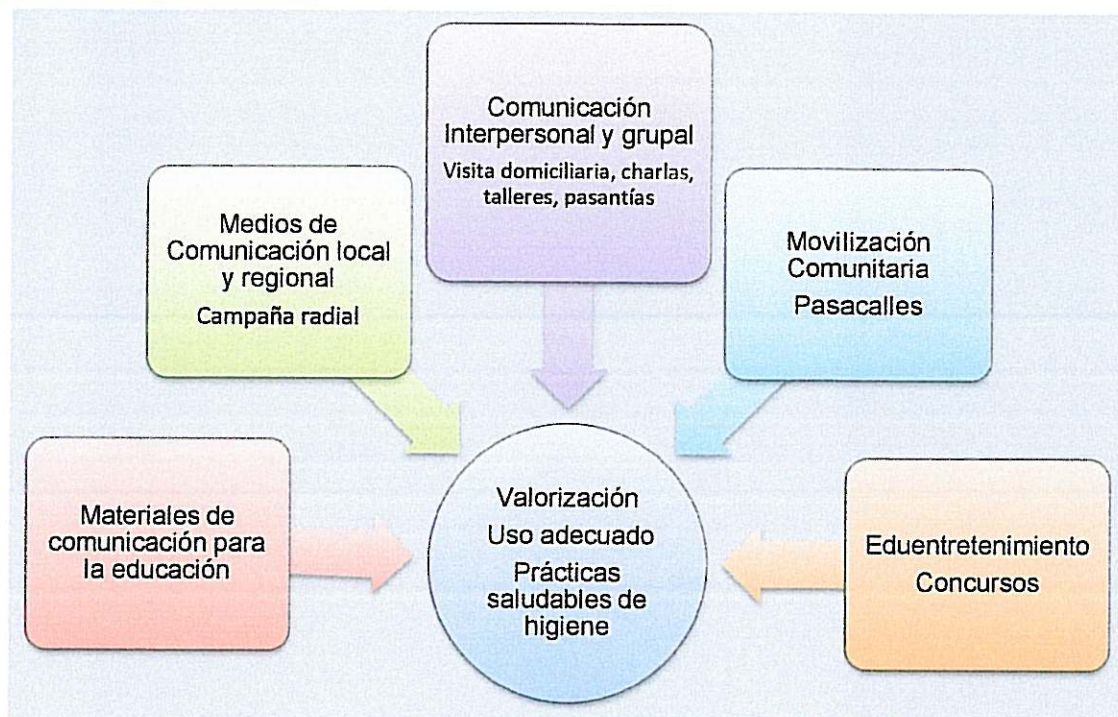 Comunicación
Interpersonal y grupal
Visita domiciliaria, charlas,
talleres, pasantías
Medios de
Comunicación local
y regional
Campaña radial
Movilización
Comunitaria
Pasacalles
Materiales de
comunicación para
la educación
Valorización
Uso adecuado
Prácticas
saludables de
higiene
Eduentretenimiento
Concursos